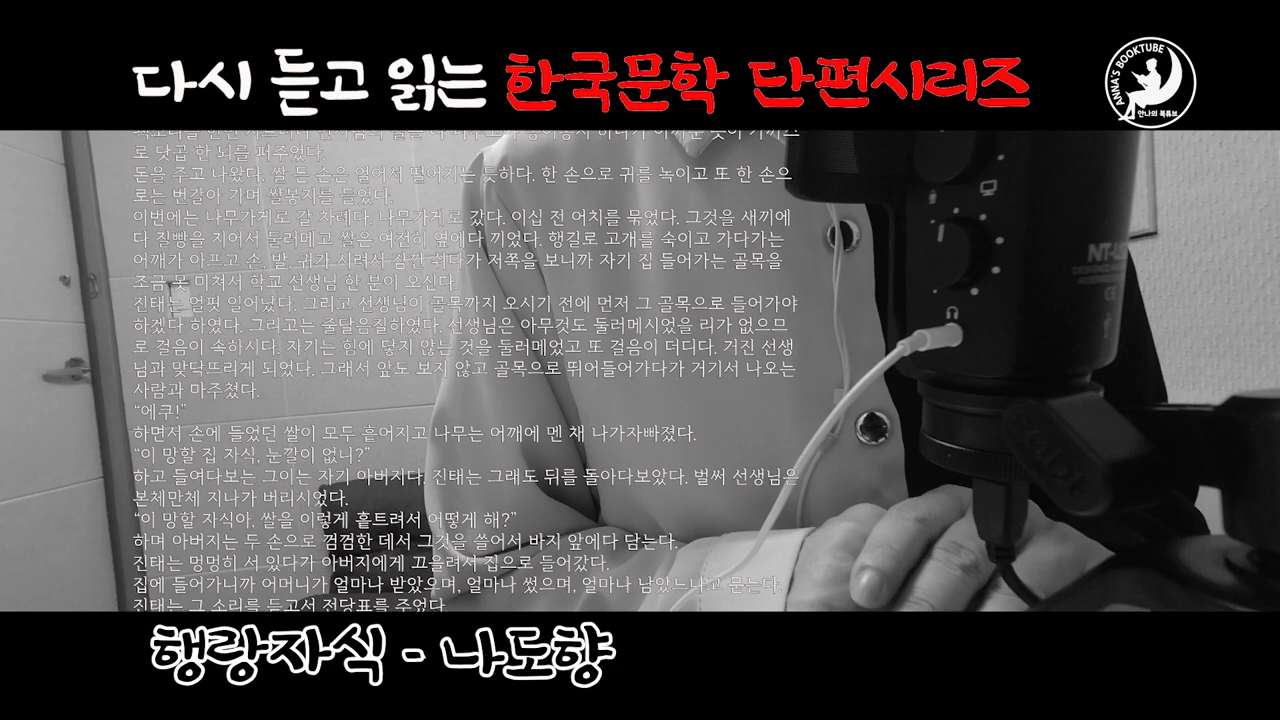 다시 듣고 읽는 한국문학 단편시리즈
ANNA'S BOOKTUBE
안나의 북튜브
로 낫곱 한 되를 퍼주었다.
돈을 주고 나왔다. 쌀 든 손은 얼어서 떨어지는 듯하다. 한 손으로 귀를 녹이고 또 한 손으
로는 번갈아 가며 쌀봉지를 들었다.
이번에는 나무가게로 갈 차례다. 나무가게로 갔다. 이십 전 어치를 묶었다. 그것을 새끼에
다 질빵을 지어서 둘러메고 쌀은 여전히 옆에다 끼었다. 행길로 고개를 숙이고 가다가는
어깨가 아프고 손, 발, 귀가 시려서 잠깐 쉬다가 저쪽을 보니까 자기 집 들어가는 골목을
조금 못 미쳐서 학교 선생님 한 분이 오신다.
진태는 얼핏 일어났다. 그리고 선생님이 골목까지 오시기 전에 먼저 그 골목으로 들어가야
하겠다 하였다. 그리고는 줄달음질하였다. 선생님은 아무것도 둘러메시었을 리가 없으므
로 걸음이 속하시다. 자기는 힘에 닿지 않는 것을 둘러메었고 또 걸음이 더디다. 거진 선생
님과 맞닥뜨리게 되었다. 그래서 앞도 보지 않고 골목으로 뛰어들어가다가 거기서 나오는
사람과 마주쳤다.
“에쿠!”
하면서 손에 들었던 쌀이 모두 흩어지고 나무는 어깨에 멘 채 나가자빠졌다.
“이 망할 집 자식, 눈깔이 없니?”
하고 들여다보는 그이는 자기 아버지다. 진태는 그래도 뒤를 돌아다보았다. 벌써 선생님은
본체만체 지나가 버리시었다.
“이 망할 자식아, 쌀을 이렇게 흩트려서 어떻게 해?”
하며 아버지는 두 손으로 껌껌한 데서 그것을 쓸어서 바지 앞에다 담는다.
진태는 멍멍히 서 있다가 아버지에게 끄을려서 집으로 들어갔다.
집에 들어가니까 어머니가 얼마나 받았으며, 얼마나 썼으며, 얼마나 남았느냐고 묻는다.
진태는 그 소리를 듣고서 전당표를 주었다
행랑자식 - 나도향